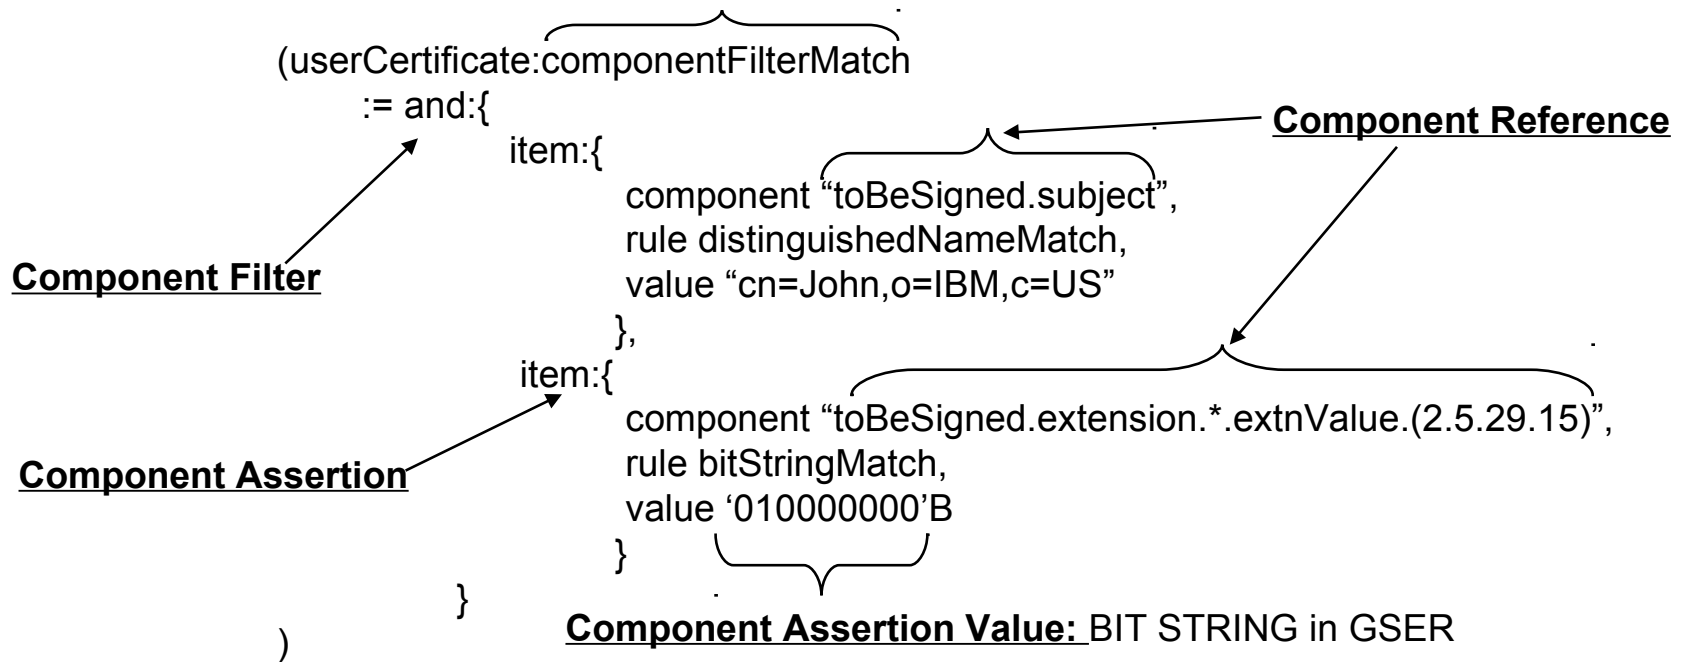 (userCertificate:componentFilterMatch
:= and:{
Component Reference
item:{
component “toBeSigned.subject”,
rule distinguishedNameMatch,
Component Filter
value “cn=John,o=IBM,c=US”
},
item:{
component “toBeSigned.extension.*.extnValue.(2.5.29.15)”,
Component Assertion
rule bitStringMatch,
value ‘010000000’B
}
}
Component Assertion Value: BIT STRING in GSER
)